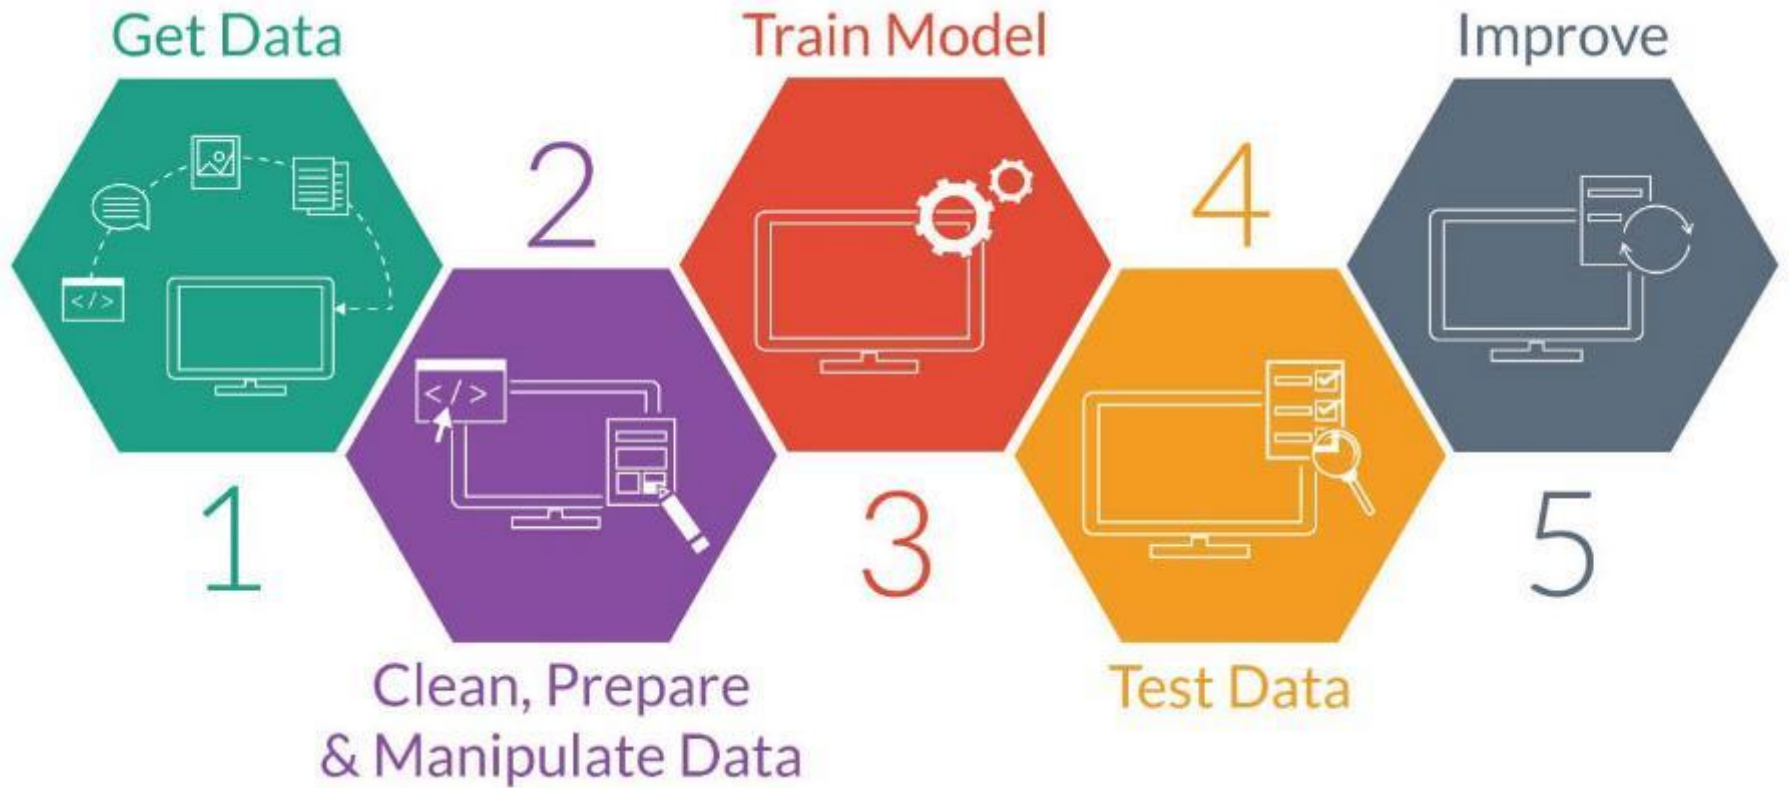 Get Data
1
</>
2
Clean, Prepare
& Manipulate Data
</>
Train Model
3
4
Test Data
Improve
5